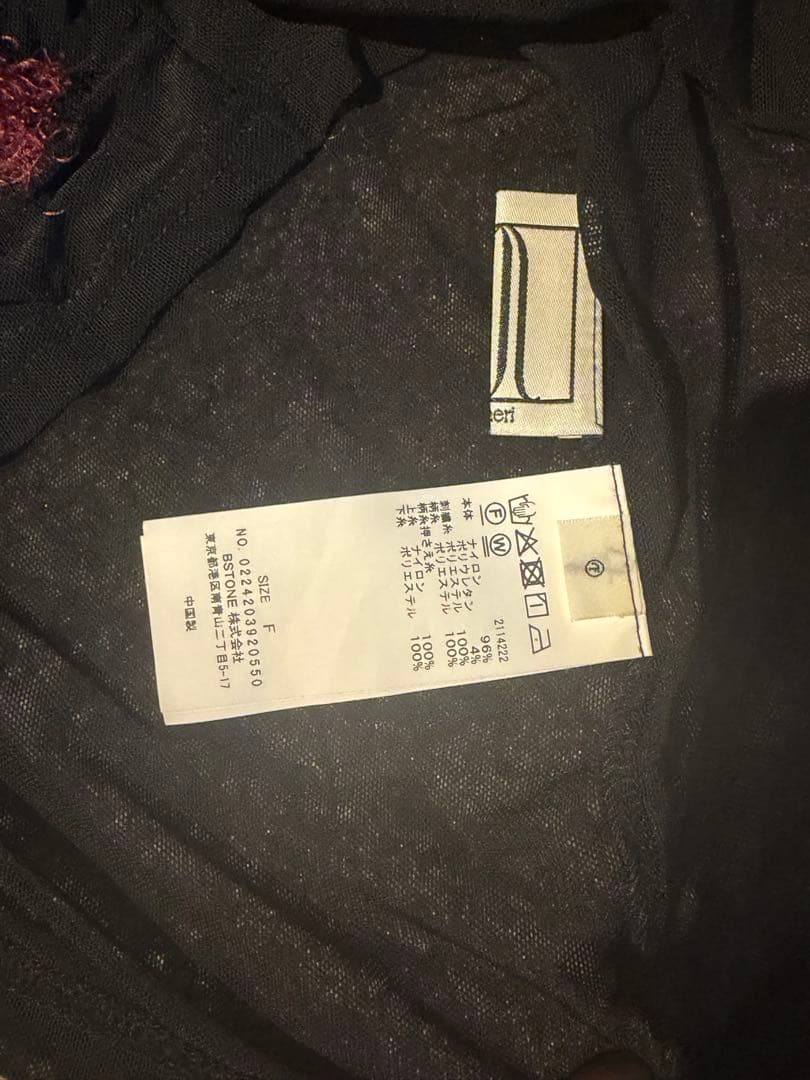 eri
F W
2114222
本体 ナイロン 96%
ポリウレタン 4%
刺繍糸 ポリエステル 100%
柄糸 ポリエステル 100%
柄糸押さえ糸
上糸 ナイロン 100%
下糸 ポリエステル 100%
SIZE F
NO. 0224203920550
BSTONE 株式会社
東京都港区南青山二丁目5-17
中国製